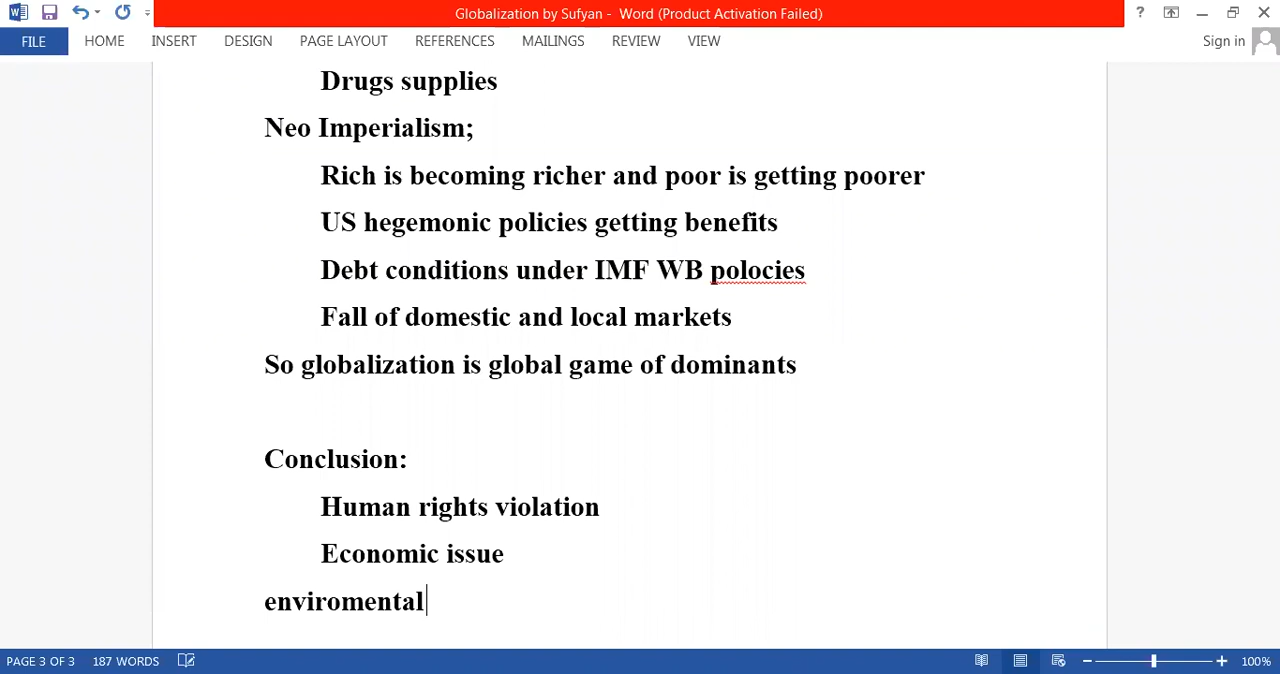 Globalization by Sufyan - Word (Product Activation Failed)
?
FILE HOME INSERT DESIGN PAGE LAYOUT REFERENCES MAILINGS REVIEW VIEW Sign in
Drugs supplies
Neo Imperialism;
Rich is becoming richer and poor is getting poorer
US hegemonic policies getting benefits
Debt conditions under IMF WB polocies
Fall of domestic and local markets
So globalization is global game of dominants
Conclusion:
Human rights violation
Economic issue
enviromental
PAGE 3 OF 3 187 WORDS 100%